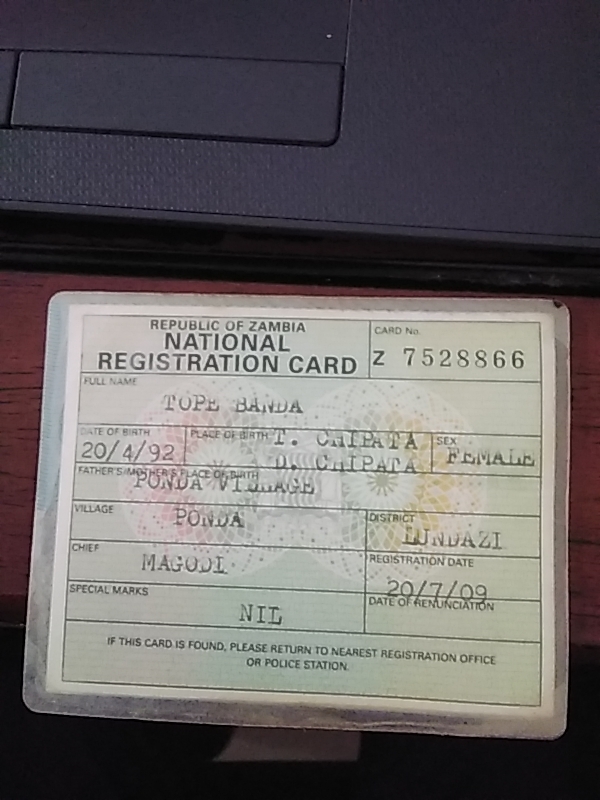 REPUBLIC OF ZAMBIA
NATIONAL
REGISTRATION CARD
CARD No.
Z 7528866
FULL NAME
TOPE BANDA
DATE OF BIRTH
20/4/92
PLACE OF BIRTH
T. CHIPATA
D. CHIPATA
SEX
FEMALE
FATHER'S/MOTHER'S PLACE OF BIRTH
PONDA VILLAGE
VILLAGE
PONDA
DISTRICT
LUNDAZI
CHIEF
MAGODI
REGISTRATION DATE
20/7/09
SPECIAL MARKS
NIL
DATE OF RENUNCIATION
IF THIS CARD IS FOUND, PLEASE RETURN TO NEAREST REGISTRATION OFFICE
OR POLICE STATION.